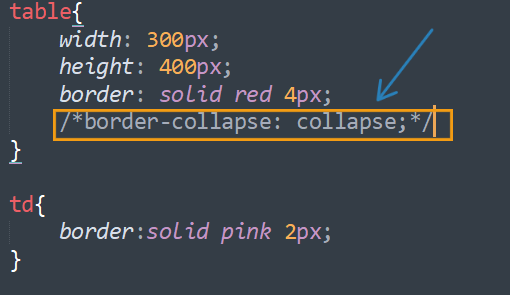 table{
width: 300px;
height: 400px;
border: solid red 4px;
/*border-collapse: collapse;*/
}
td{
border:solid pink 2px;
}